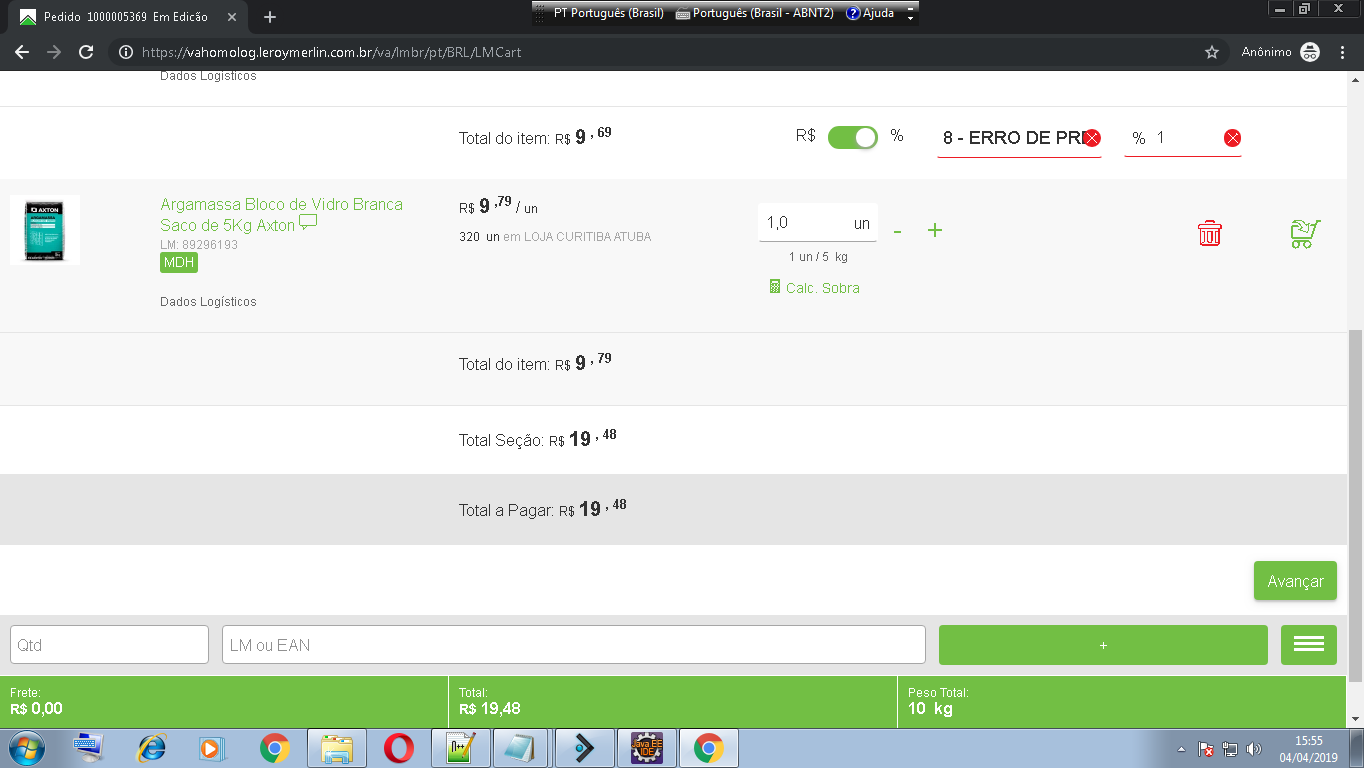 Pedido 1000005369 Em Edicão
PT Português (Brasil) Português (Brasil - ABNT2) Ajuda
https://vahomolog.leroymerlin.com.br/va/lmbr/pt/BRL/LMCart
Anônimo
Dados Logísticos
Total do item: R$ 9 , 69
R$ %
8 - ERRO DE PRE
% 1
AXTON
Argamassa Bloco de Vidro Branca
Saco de 5Kg Axton
LM: 89296193
MDH
Dados Logísticos
R$ 9 ,79 / un
320 un em LOJA CURITIBA ATUBA
1,0 un - +
1 un / 5 kg
Calc. Sobra
Total do item: R$ 9 , 79
Total Seção: R$ 19 , 48
Total a Pagar: R$ 19 , 48
Avançar
Qtd
LM ou EAN
+
Frete:
R$ 0,00
Total:
R$ 19,48
Peso Total:
10 kg
Java EE
IDE
15:55
04/04/2019